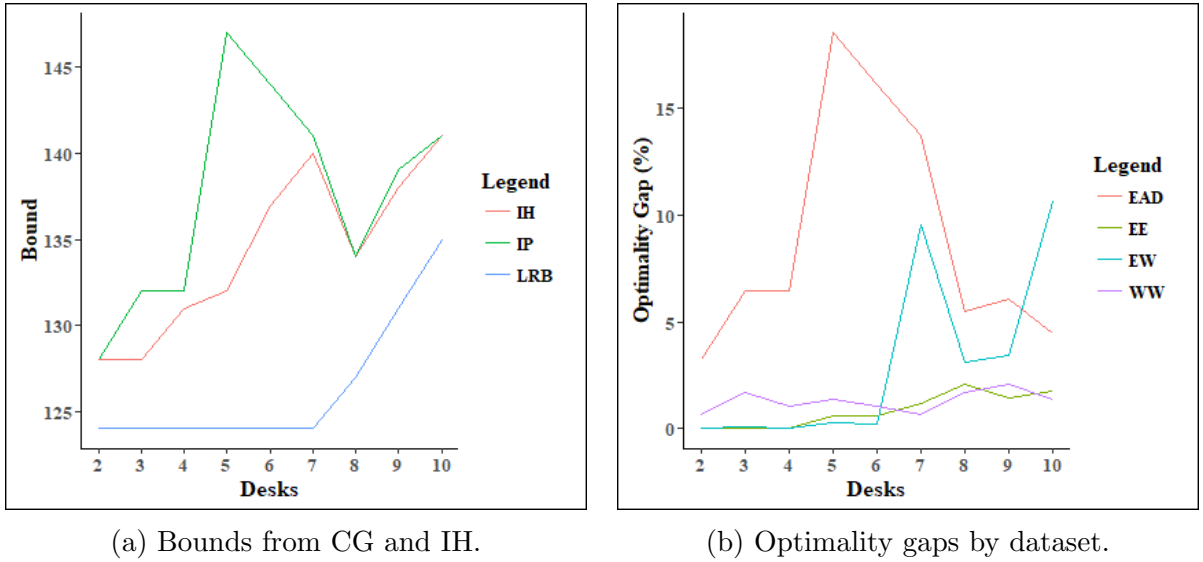 145
140
135
130
125
Bound
2 3 4 5 6 7 8 9 10
Desks
Legend
IH
IP
LRB
(a) Bounds from CG and IH.
15
10
5
0
Optimality Gap (%)
2 3 4 5 6 7 8 9 10
Desks
Legend
EAD
EE
EW
WW
(b) Optimality gaps by dataset.